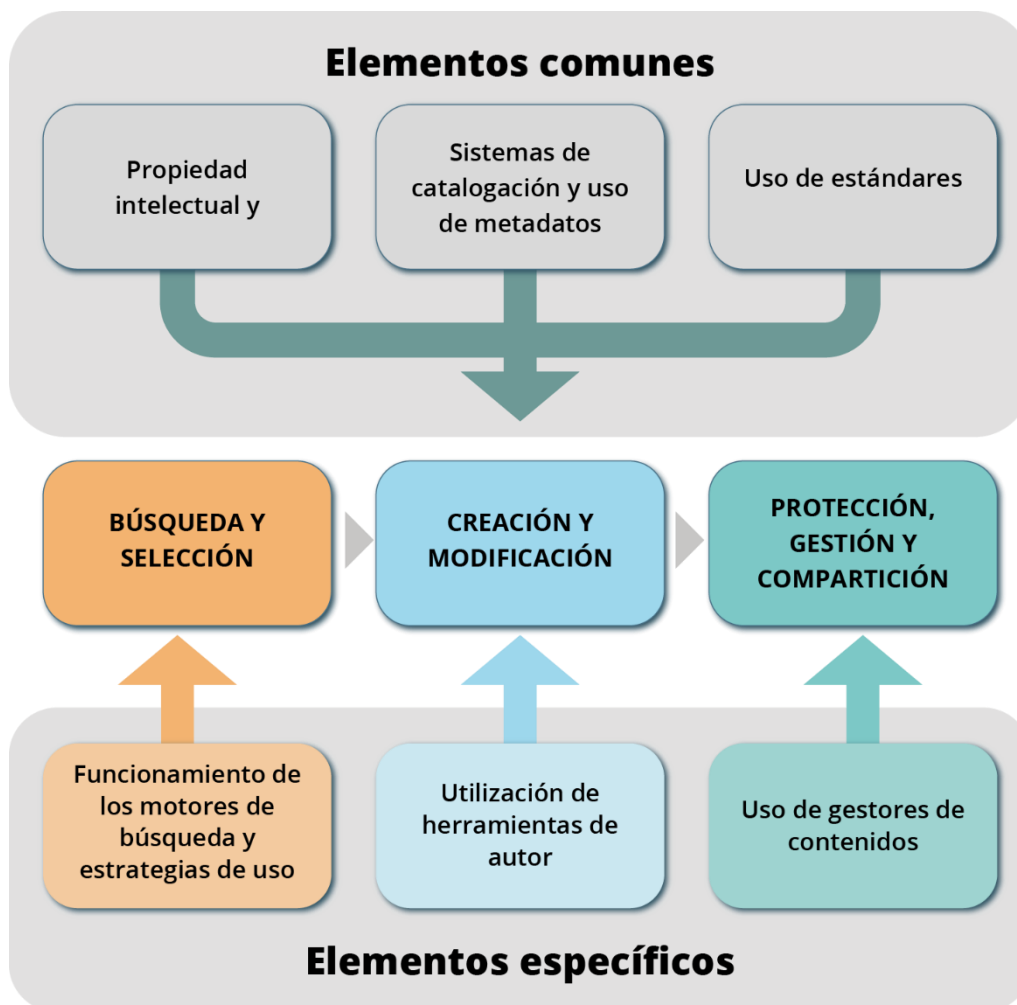 Elementos comunes
Propiedad
intelectual y
Sistemas de
catalogación y uso
de metadatos
Uso de estándares
BÚSQUEDA Y
SELECCIÓN
CREACIÓN Y
MODIFICACIÓN
PROTECCIÓN,
GESTIÓN Y
COMPARTICIÓN
Funcionamiento de
los motores de
búsqueda y
estrategias de uso
Utilización de
herramientas de
autor
Uso de gestores de
contenidos
Elementos específicos